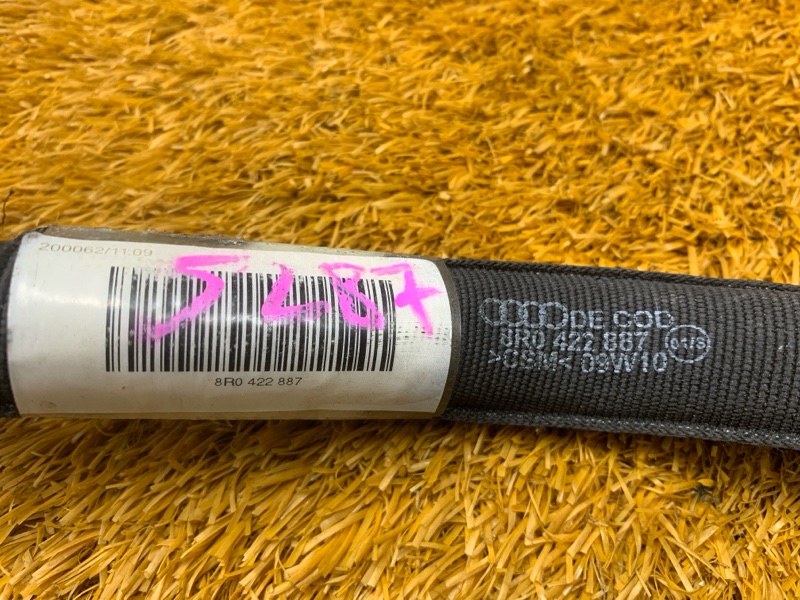 200062/11:09
5287
8R0 422 887
DE COD
8R0 422 887
>CSM< 09W10